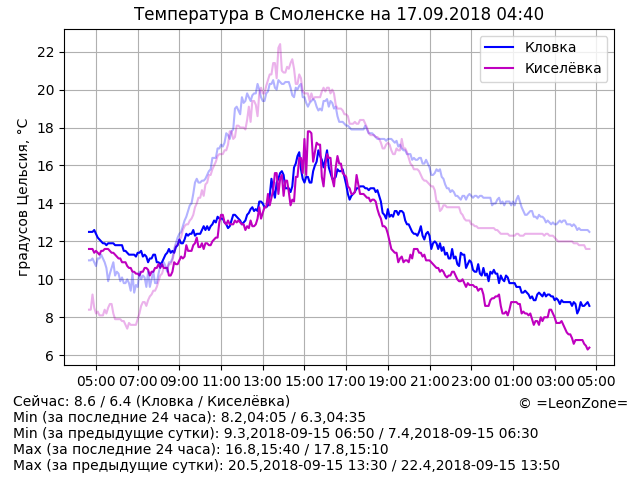 Температура в Смоленске на 17.09.2018 04:40
Кловка
Киселёвка
градусов Цельсия, °C
22
20
18
16
14
12
10
8
6
05:00 07:00 09:00 11:00 13:00 15:00 17:00 19:00 21:00 23:00 01:00 03:00 05:00
Сейчас: 8.6 / 6.4 (Кловка / Киселёвка)
© =LeonZone=
Min (за последние 24 часа): 8.2,04:05 / 6.3,04:35
Min (за предыдущие сутки): 9.3,2018-09-15 06:50 / 7.4,2018-09-15 06:30
Max (за последние 24 часа): 16.8,15:40 / 17.8,15:10
Max (за предыдущие сутки): 20.5,2018-09-15 13:30 / 22.4,2018-09-15 13:50